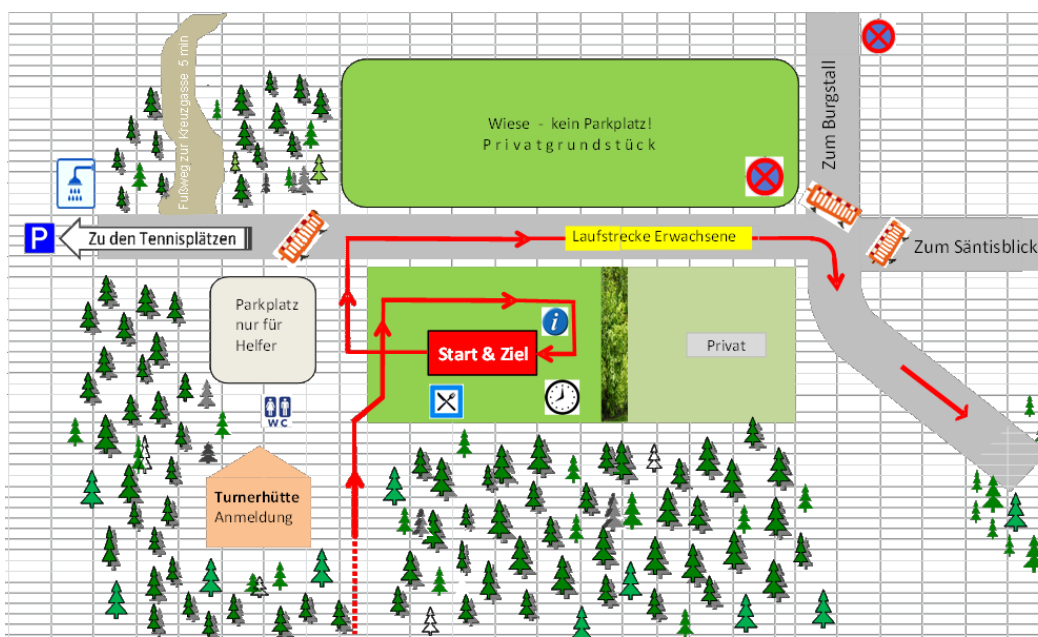 Fußweg zur Kreuzgasse 5 min
Wiese - kein Parkplatz!
Privatgrundstück
Zum Burgstall
P
Zu den Tennisplätzen
Laufstrecke Erwachsene
Zum Säntisblick
Parkplatz
nur für
Helfer
i
Start & Ziel
Privat
WC
Turnerhütte
Anmeldung